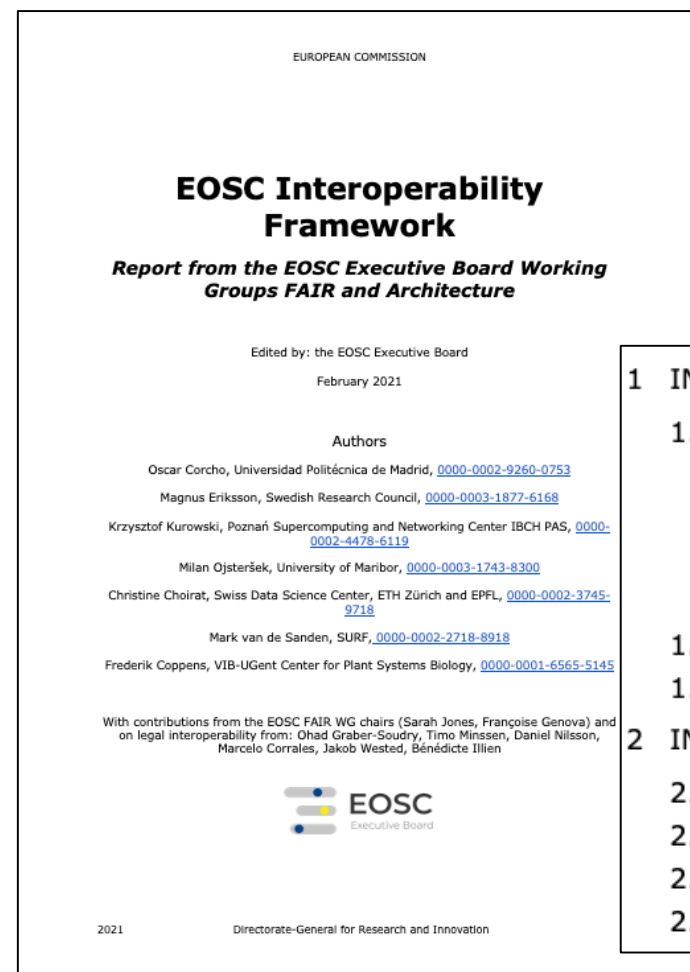 EUROPEAN COMMISSION
EOSC Interoperability
Framework
Report from the EOSC Executive Board Working
Groups FAIR and Architecture
Edited by: the EOSC Executive Board
February 2021
Authors
Oscar Corcho, Universidad Politécnica de Madrid, 0000-0002-9260-0753
Magnus Eriksson, Swedish Research Council, 0000-0003-1877-6168
Krzysztof Kurowski, Poznań Supercomputing and Networking Center IBCH PAS, 0000-
0002-4478-6119
Milan Ojsteršek, University of Maribor, 0000-0003-1743-8300
Christine Choirat, Swiss Data Science Center, ETH Zürich and EPFL, 0000-0002-3745-
9718
Mark van de Sanden, SURF, 0000-0002-2718-8918
Frederik Coppens, VIB-UGent Center for Plant Systems Biology, 0000-0001-6565-5145
With contributions from the EOSC FAIR WG chairs (Sarah Jones, Françoise Genova) and
on legal interoperability from: Ohad Graber-Soudry, Timo Minssen, Daniel Nilsson,
Marcelo Corrales, Jakob Wested, Bénédicte Illien
EOSC
Executive Board
2021 Directorate-General for Research and Innovation
1
1.
1.
1.
2
2.
2.
2.
2.